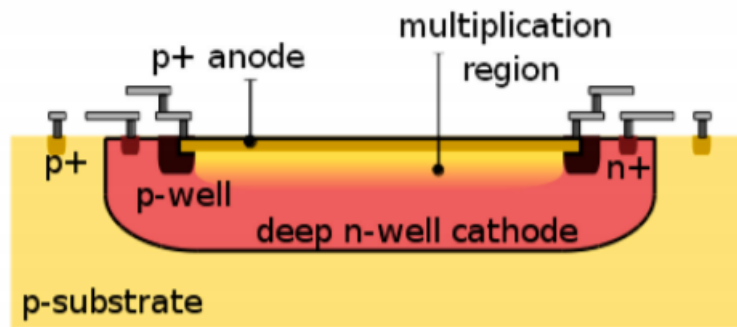 multiplication
region
p+ anode
p+
n+
p-well
deep n-well cathode
p-substrate